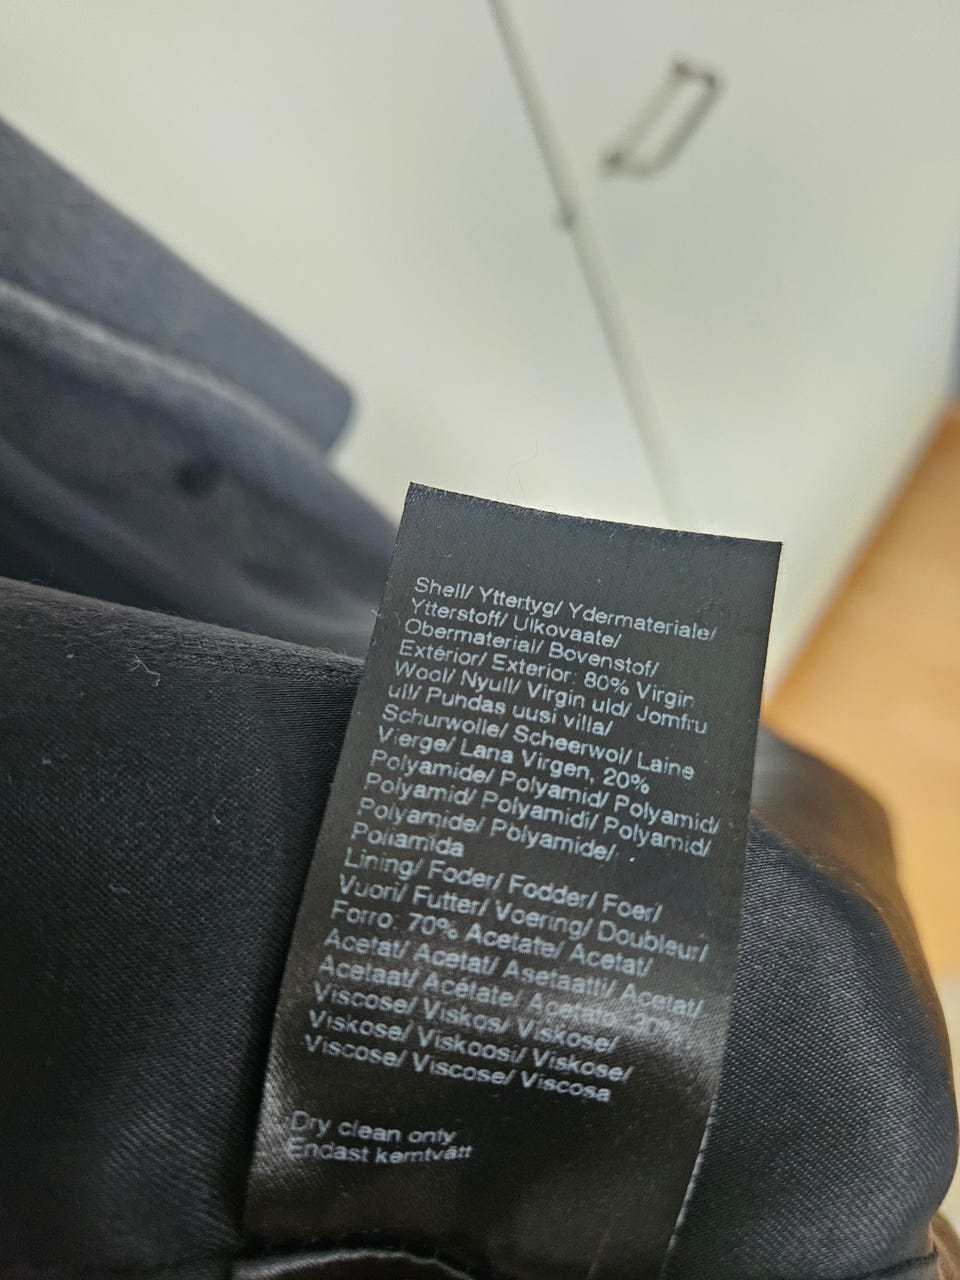 Shell/ Yttertyg/ Ydermateriale/
Ytterstoff/ Ulkovaate/
Obermaterial/ Bovenstof/
Extérior/ Exterior: 80% Virgin
Wool/ Nyull/ Virgin uld/ Jomfru
ull/ Pundas uusi villa/
Schurwolle/ Scheerwol/ Laine
Vierge/ Lana Virgen, 20%
Polyamide/ Polyamid/ Polyamid/
Polyamid/ Polyamidi/ Polyamid/
Polyamide/ Polyamide/
Poliamida
Lining/ Foder/ Fodder/ Foer/
Vuori/ Futter/ Voering/ Doubleur/
Forro: 70% Acetate/ Acetat/
Acetat/ Acetat/ Asetaatti/ Acetat/
Acetaat/ Acétate/ Acetato, 30%
Viscose/ Viskos/ Viskose/
Viskose/ Viskoosi/ Viskose/
Viscose/ Viscose/ Viscosa
Dry clean only
Endast kemtvätt